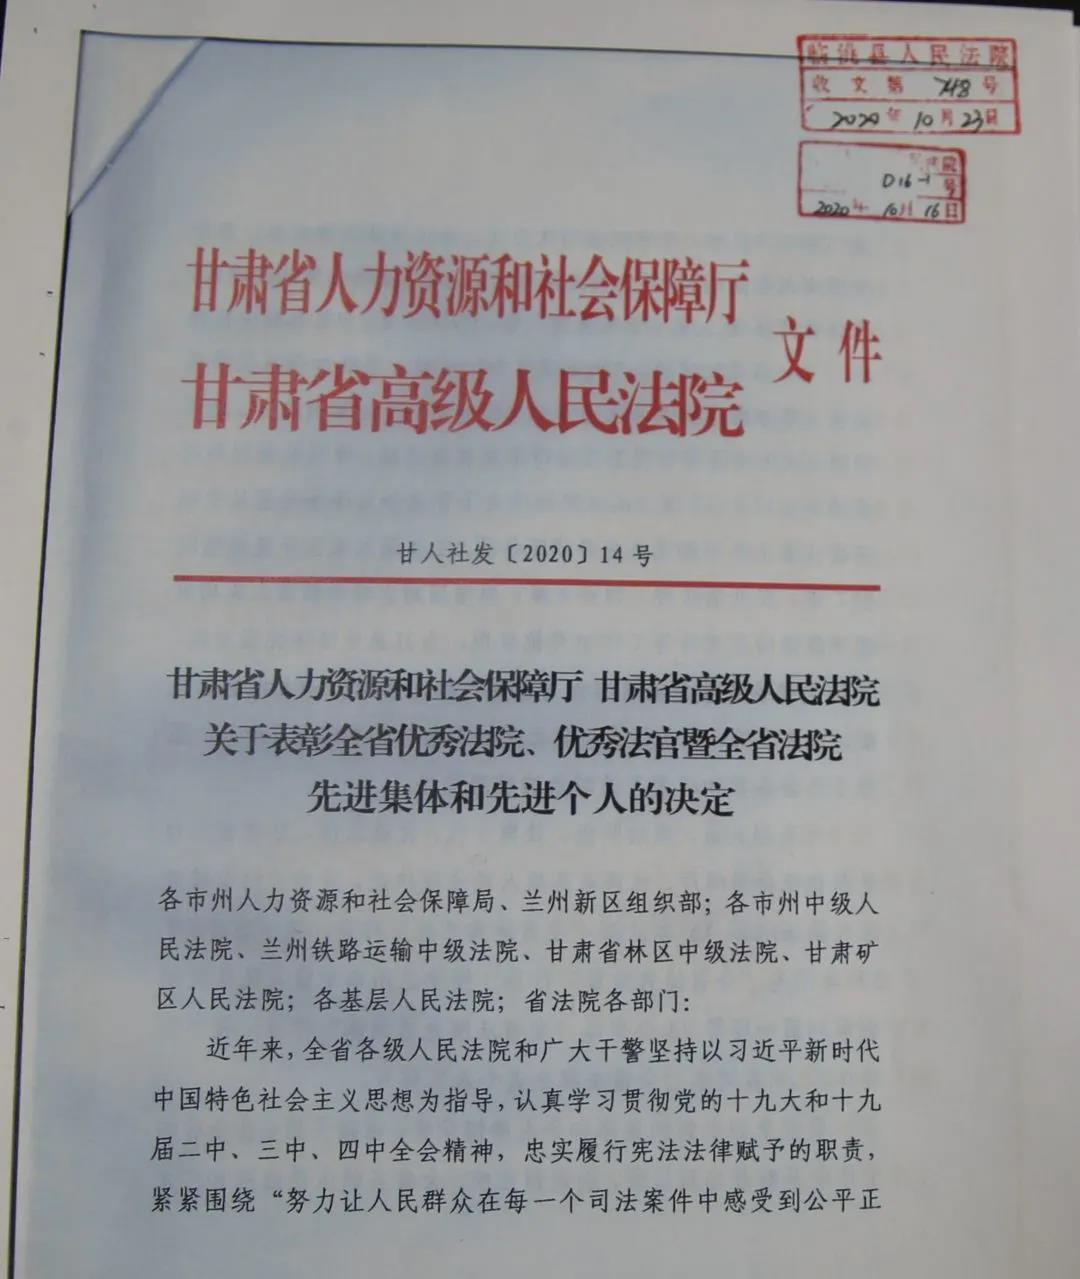 临洮县人民法院
收文第 748 号
2020年10月23日
院
D16-1号
2020年10月16日
甘肃省人力资源和社会保障厅
文件
甘肃省高级人民法院
甘人社发〔2020〕14号
甘肃省人力资源和社会保障厅 甘肃省高级人民法院
关于表彰全省优秀法院、优秀法官暨全省法院
先进集体和先进个人的决定
各市州人力资源和社会保障局、兰州新区组织部；各市州中级人
民法院、兰州铁路运输中级法院、甘肃省林区中级法院、甘肃矿
区人民法院；各基层人民法院；省法院各部门：
近年来，全省各级人民法院和广大干警坚持以习近平新时代
中国特色社会主义思想为指导，认真学习贯彻党的十九大和十九
届二中、三中、四中全会精神，忠实履行宪法法律赋予的职责，
紧紧围绕“努力让人民群众在每一个司法案件中感受到公平正